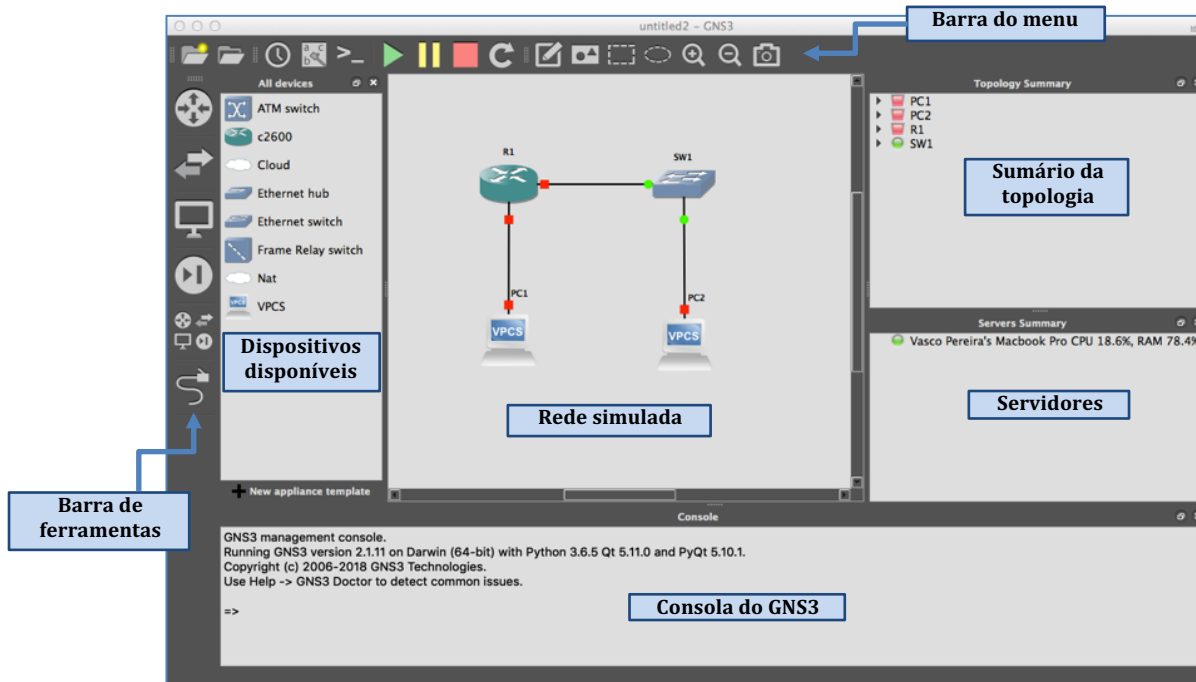 Barra do menu
untitled2 – GNS3
All devices
ATM switch
c2600
Cloud
Ethernet hub
Ethernet switch
Frame Relay switch
Nat
VPCS
Dispositivos
disponíveis
New appliance template
Barra de
ferramentas
R1
SW1
PC1
VPCS
PC2
VPCS
Rede simulada
Topology Summary
PC1
PC2
R1
SW1
Sumário da
topologia
Servers Summary
Vasco Pereira's Macbook Pro CPU 18.6%, RAM 78.4%
Servidores
Console
GNS3 management console.
Running GNS3 version 2.1.11 on Darwin (64-bit) with Python 3.6.5 Qt 5.11.0 and PyQt 5.10.1.
Copyright (c) 2006-2018 GNS3 Technologies.
Use Help -> GNS3 Doctor to detect common issues.
=>
Consola do GNS3